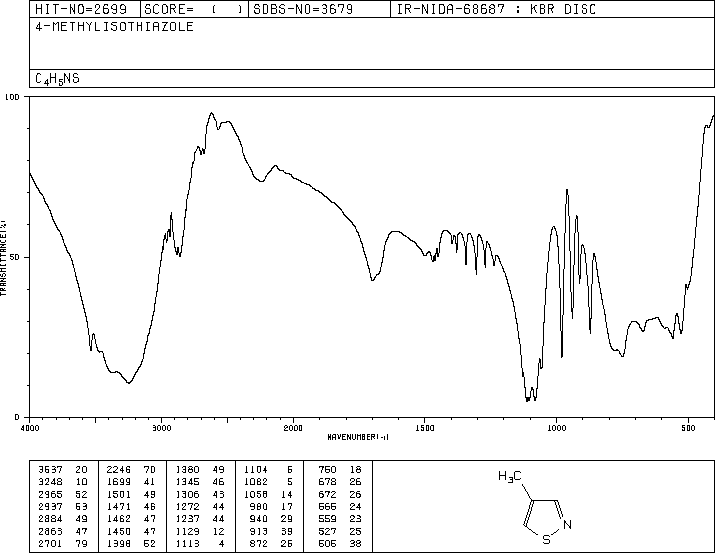 HIT-NO=2699 SCORE= ( ) SDBS-NO=3679 IR-NIDA-68687 : KBR DISC
4-METHYLISOTHIAZOLE
C₄H₅NS
100
50
0
TRANSMITTANCE(%)
4000 3000 2000 1500 1000 500
WAVENUMBER(-1)
3537 20 2246 70 1380 49 1104 5 750 18
3248 10 1699 41 1345 46 1082 5 678 26
2965 52 1501 49 1306 43 1058 14 672 26
2937 53 1471 46 1272 44 980 17 566 24
2884 49 1462 47 1237 44 940 29 559 23
2863 47 1450 47 1129 12 913 39 527 25
2701 79 1398 52 1113 4 872 25 505 38
H₃C
N
S